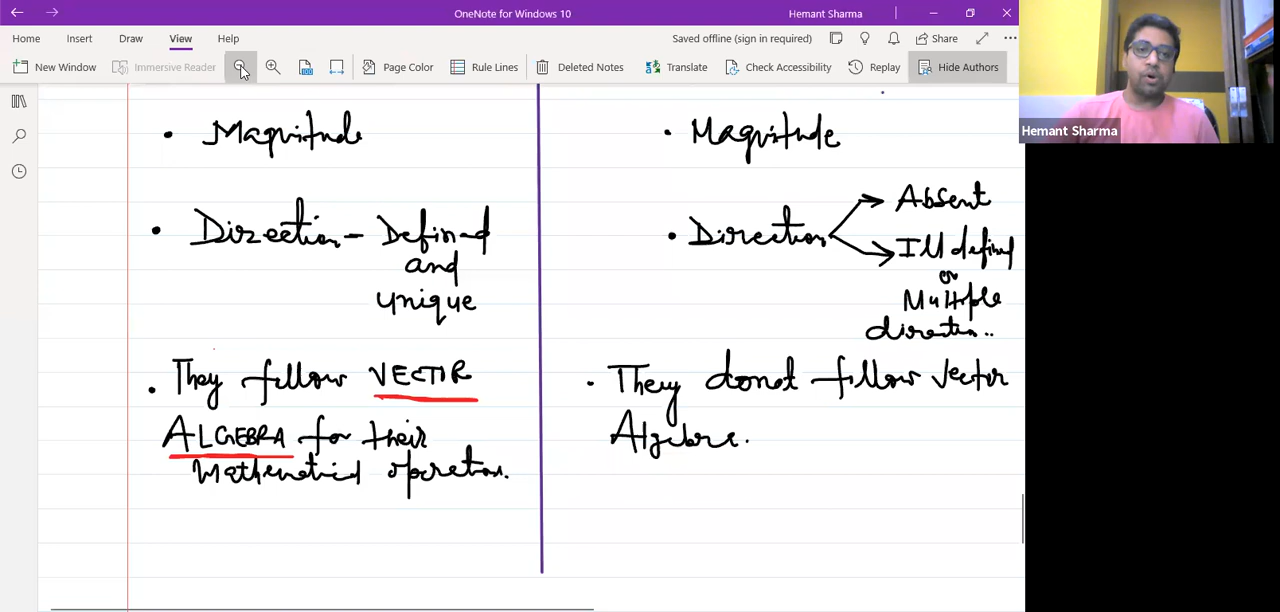 OneNote for Windows 10
Hemant Sharma
Home Insert Draw View Help
Saved offline (sign in required)
Share
New Window
Immersive Reader
Page Color
Rule Lines
Deleted Notes
Translate
Check Accessibility
Replay
Hide Authors
Hemant Sharma
• Magnitude
• Direction - Defined
and
unique
• They follow VECTOR
ALGEBRA for their
Mathematical operations.
• Magnitude
• Direction
Absent
Ill defined
or
Multiple
direction..
• They donot follow Vector
Algebra.